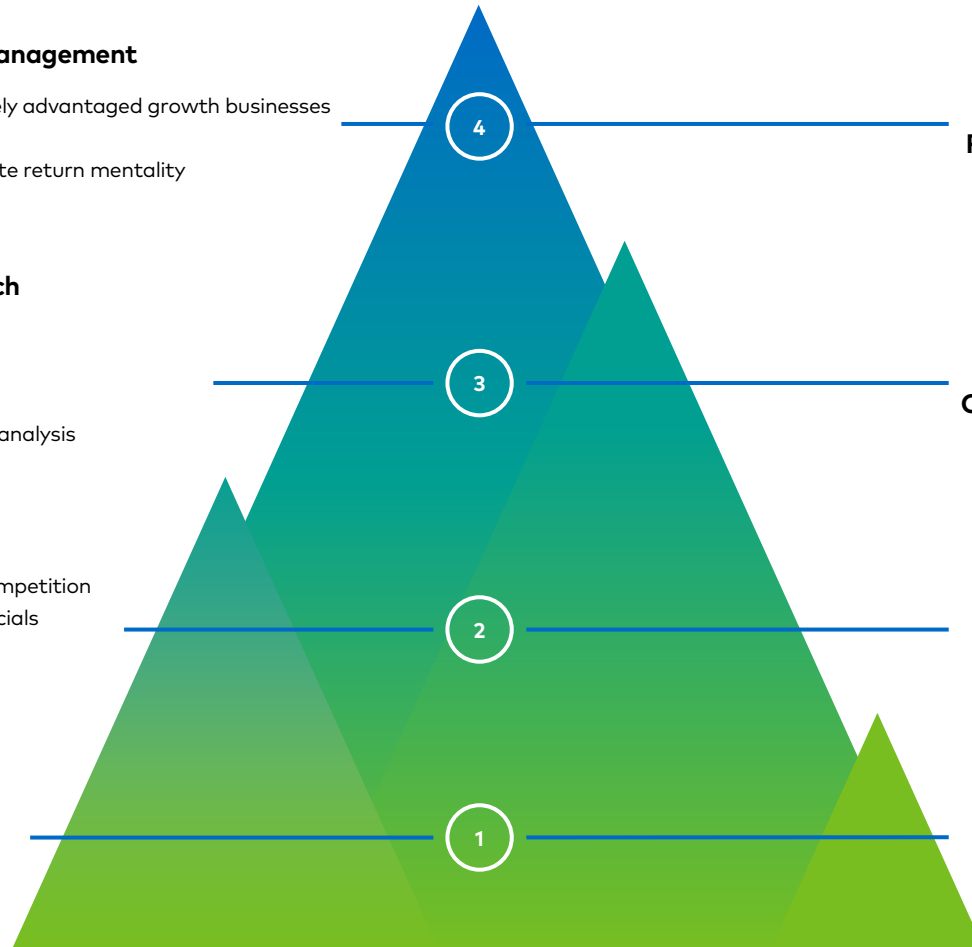 anagement
ely advantaged growth businesses
4
te return mentality
ch
3
analysis
mpetition
cials
2
1